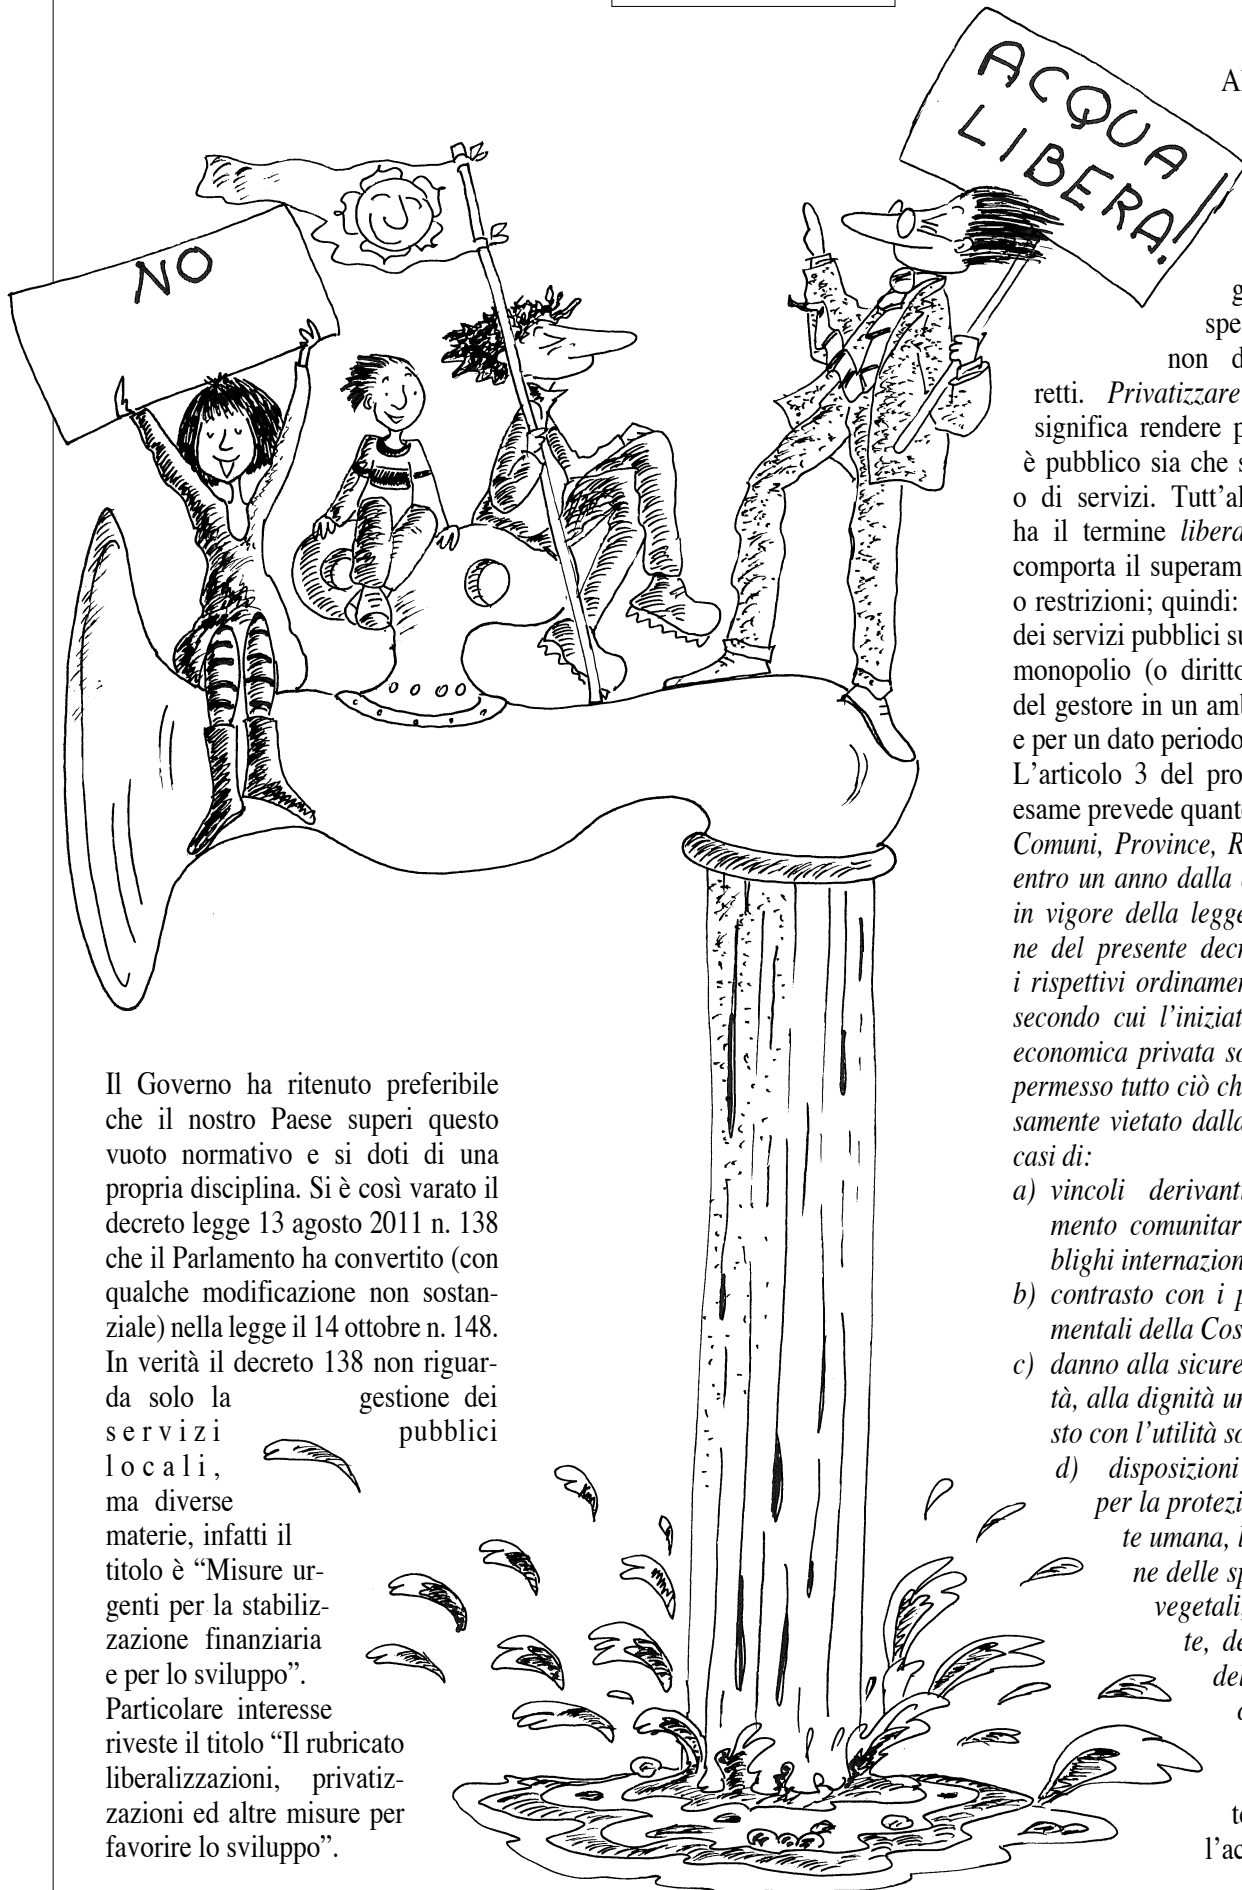 ACQUA
LIBERA!
NO
Il Governo ha ritenuto preferibile
che il nostro Paese superi questo
vuoto normativo e si doti di una
propria disciplina. Si è così varato il
decreto legge 13 agosto 2011 n. 138
che il Parlamento ha convertito (con
qualche modificazione non sostan-
ziale) nella legge il 14 ottobre n. 148.
In verità il decreto 138 non riguar-
da solo la gestione dei
servizi pubblici
locali,
ma diverse
materie, infatti il
titolo è “Misure ur-
genti per la stabiliz-
zazione finanziaria
e per lo sviluppo”.
Particolare interesse
riveste il titolo “Il rubricato
liberalizzazioni, privatiz-
zazioni ed altre misure per
favorire lo sviluppo”.
Al
g
spe
non d
retti. Privatizzare
significa rendere p
è pubblico sia che s
o di servizi. Tutt’al
ha il termine libera
comporta il superam
o restrizioni; quindi:
dei servizi pubblici su
monopolio (o diritto
del gestore in un amb
e per un dato periodo
L’articolo 3 del pro
esame prevede quant
Comuni, Province, R
entro un anno dalla
in vigore della legge
ne del presente decr
i rispettivi ordinamen
secondo cui l’iniziat
economica privata so
permesso tutto ciò ch
samente vietato dalla
casi di:
a) vincoli derivant
mento comunitar
blighi internazion
b) contrasto con i p
mentali della Cos
c) danno alla sicure
tà, alla dignità un
sto con l’utilità so
d) disposizioni
per la protezi
te umana, l
ne delle sp
vegetali,
te, de
del
to
l’ac